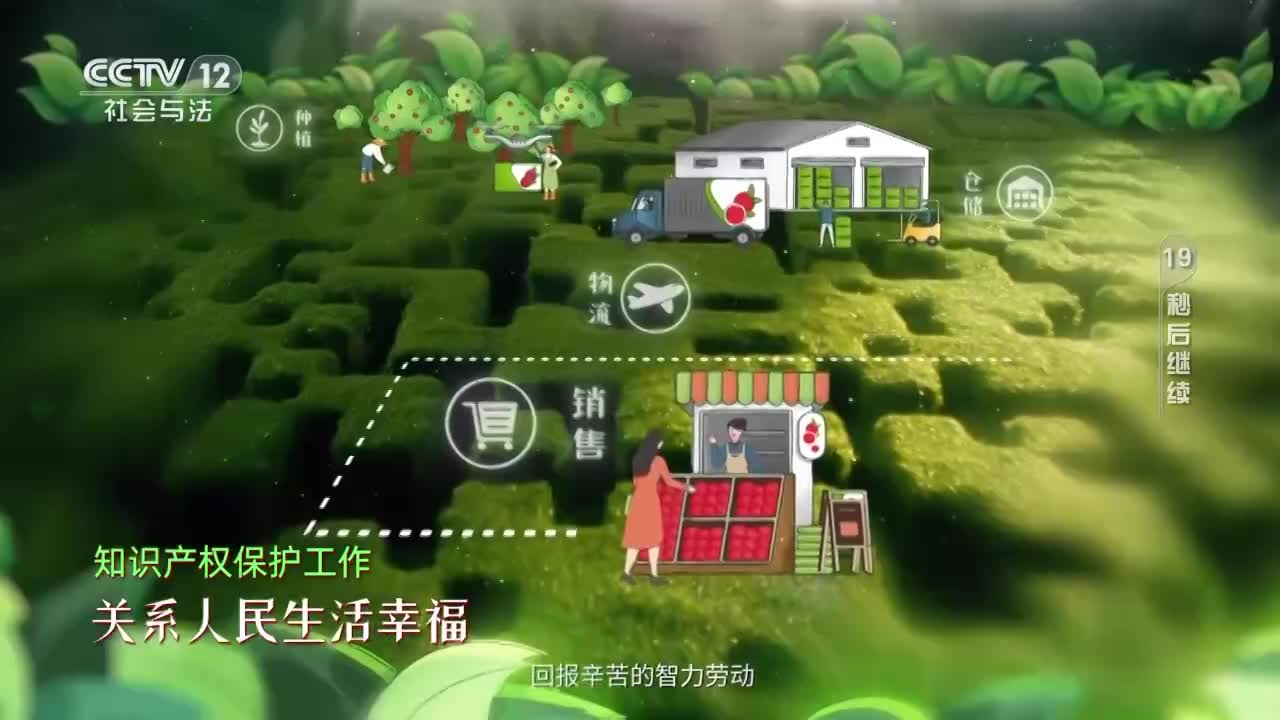 CCTV 12
社会与法
种植
仓储
物流
19秒后继续
销售
知识产权保护工作
关系人民生活幸福
回报辛苦的智力劳动